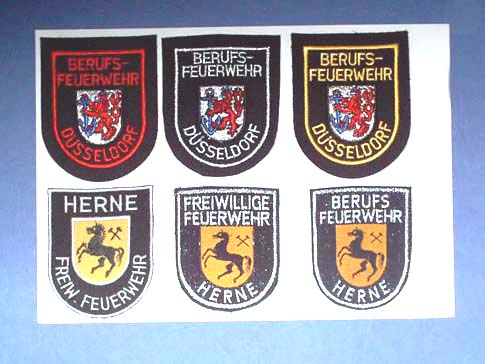 BERUFS-
FEUERWEHR
DÜSSELDORF
BERUFS-
FEUERWEHR
DÜSSELDORF
BERUFS-
FEUERWEHR
DÜSSELDORF
HERNE
FREIW. FEUERWEHR
FREIWILLIGE
FEUERWEHR
HERNE
BERUFS
FEUERWEHR
HERNE